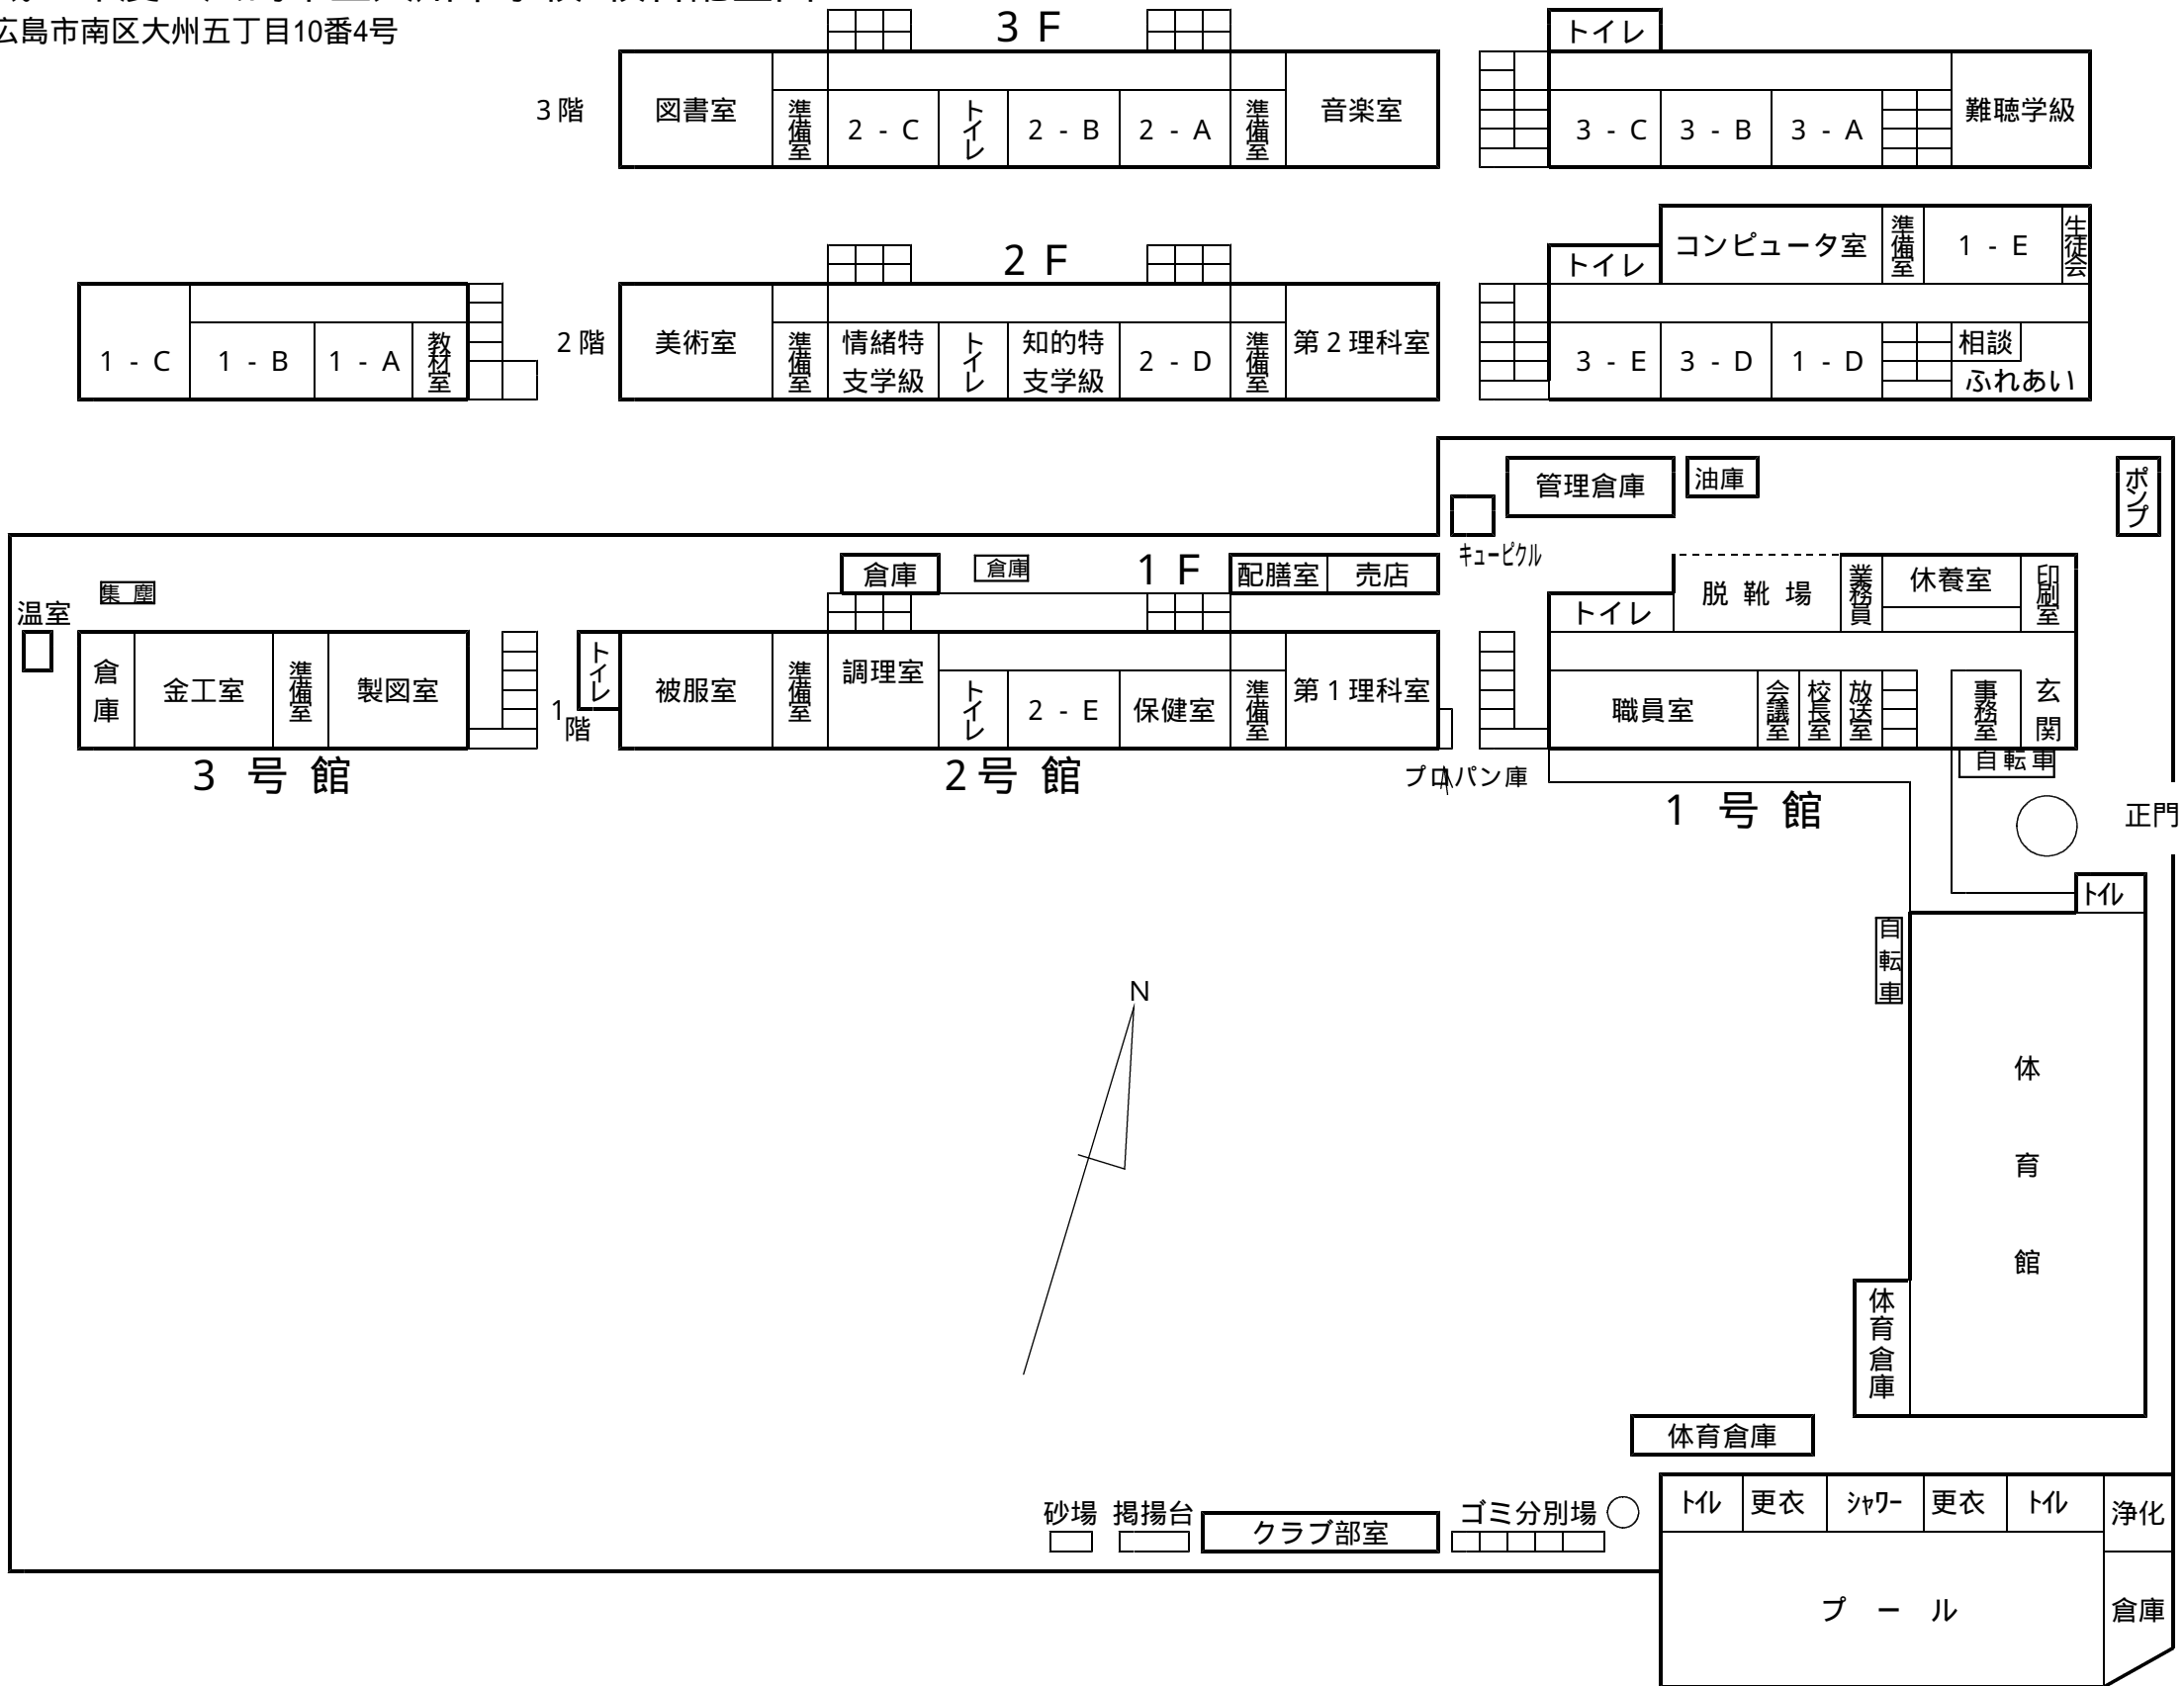 広島市南区大州五丁目10番4号
3 F
トイレ
3 階
図書室
準備室
2 - C
トイレ
2 - B
2 - A
準備室
音楽室
3 - C
3 - B
3 - A
難聴学級
2 F
トイレ
コンピュータ室
準備室
1 - E
生徒会
1 - C
1 - B
1 - A
教材室
2 階
美術室
準備室
情緒特
支学級
トイレ
知的特
支学級
2 - D
準備室
第２理科室
3 - E
3 - D
1 - D
相談
ふれあい
管理倉庫
油庫
ポンプ
キュービクル
集 塵
温室
倉庫
倉庫
1 F
配膳室
売店
トイレ
脱 靴 場
業務員
休養室
印刷室
倉庫
金工室
準備室
製図室
1
階
トイレ
被服室
準備室
調理室
トイレ
2 - E
保健室
準備室
第１理科室
職員室
会議室
校長室
放送室
事務室
玄関
自転車
3 号 館
2 号 館
プロパン庫
1 号 館
正門
ﾄｲﾚ
自転車
N
体育館
体育倉庫
体育倉庫
砂場
掲揚台
クラブ部室
ゴミ分別場
ﾄｲﾚ
更衣
ｼｬﾜｰ
更衣
ﾄｲﾚ
浄化
プ ー ル
倉庫